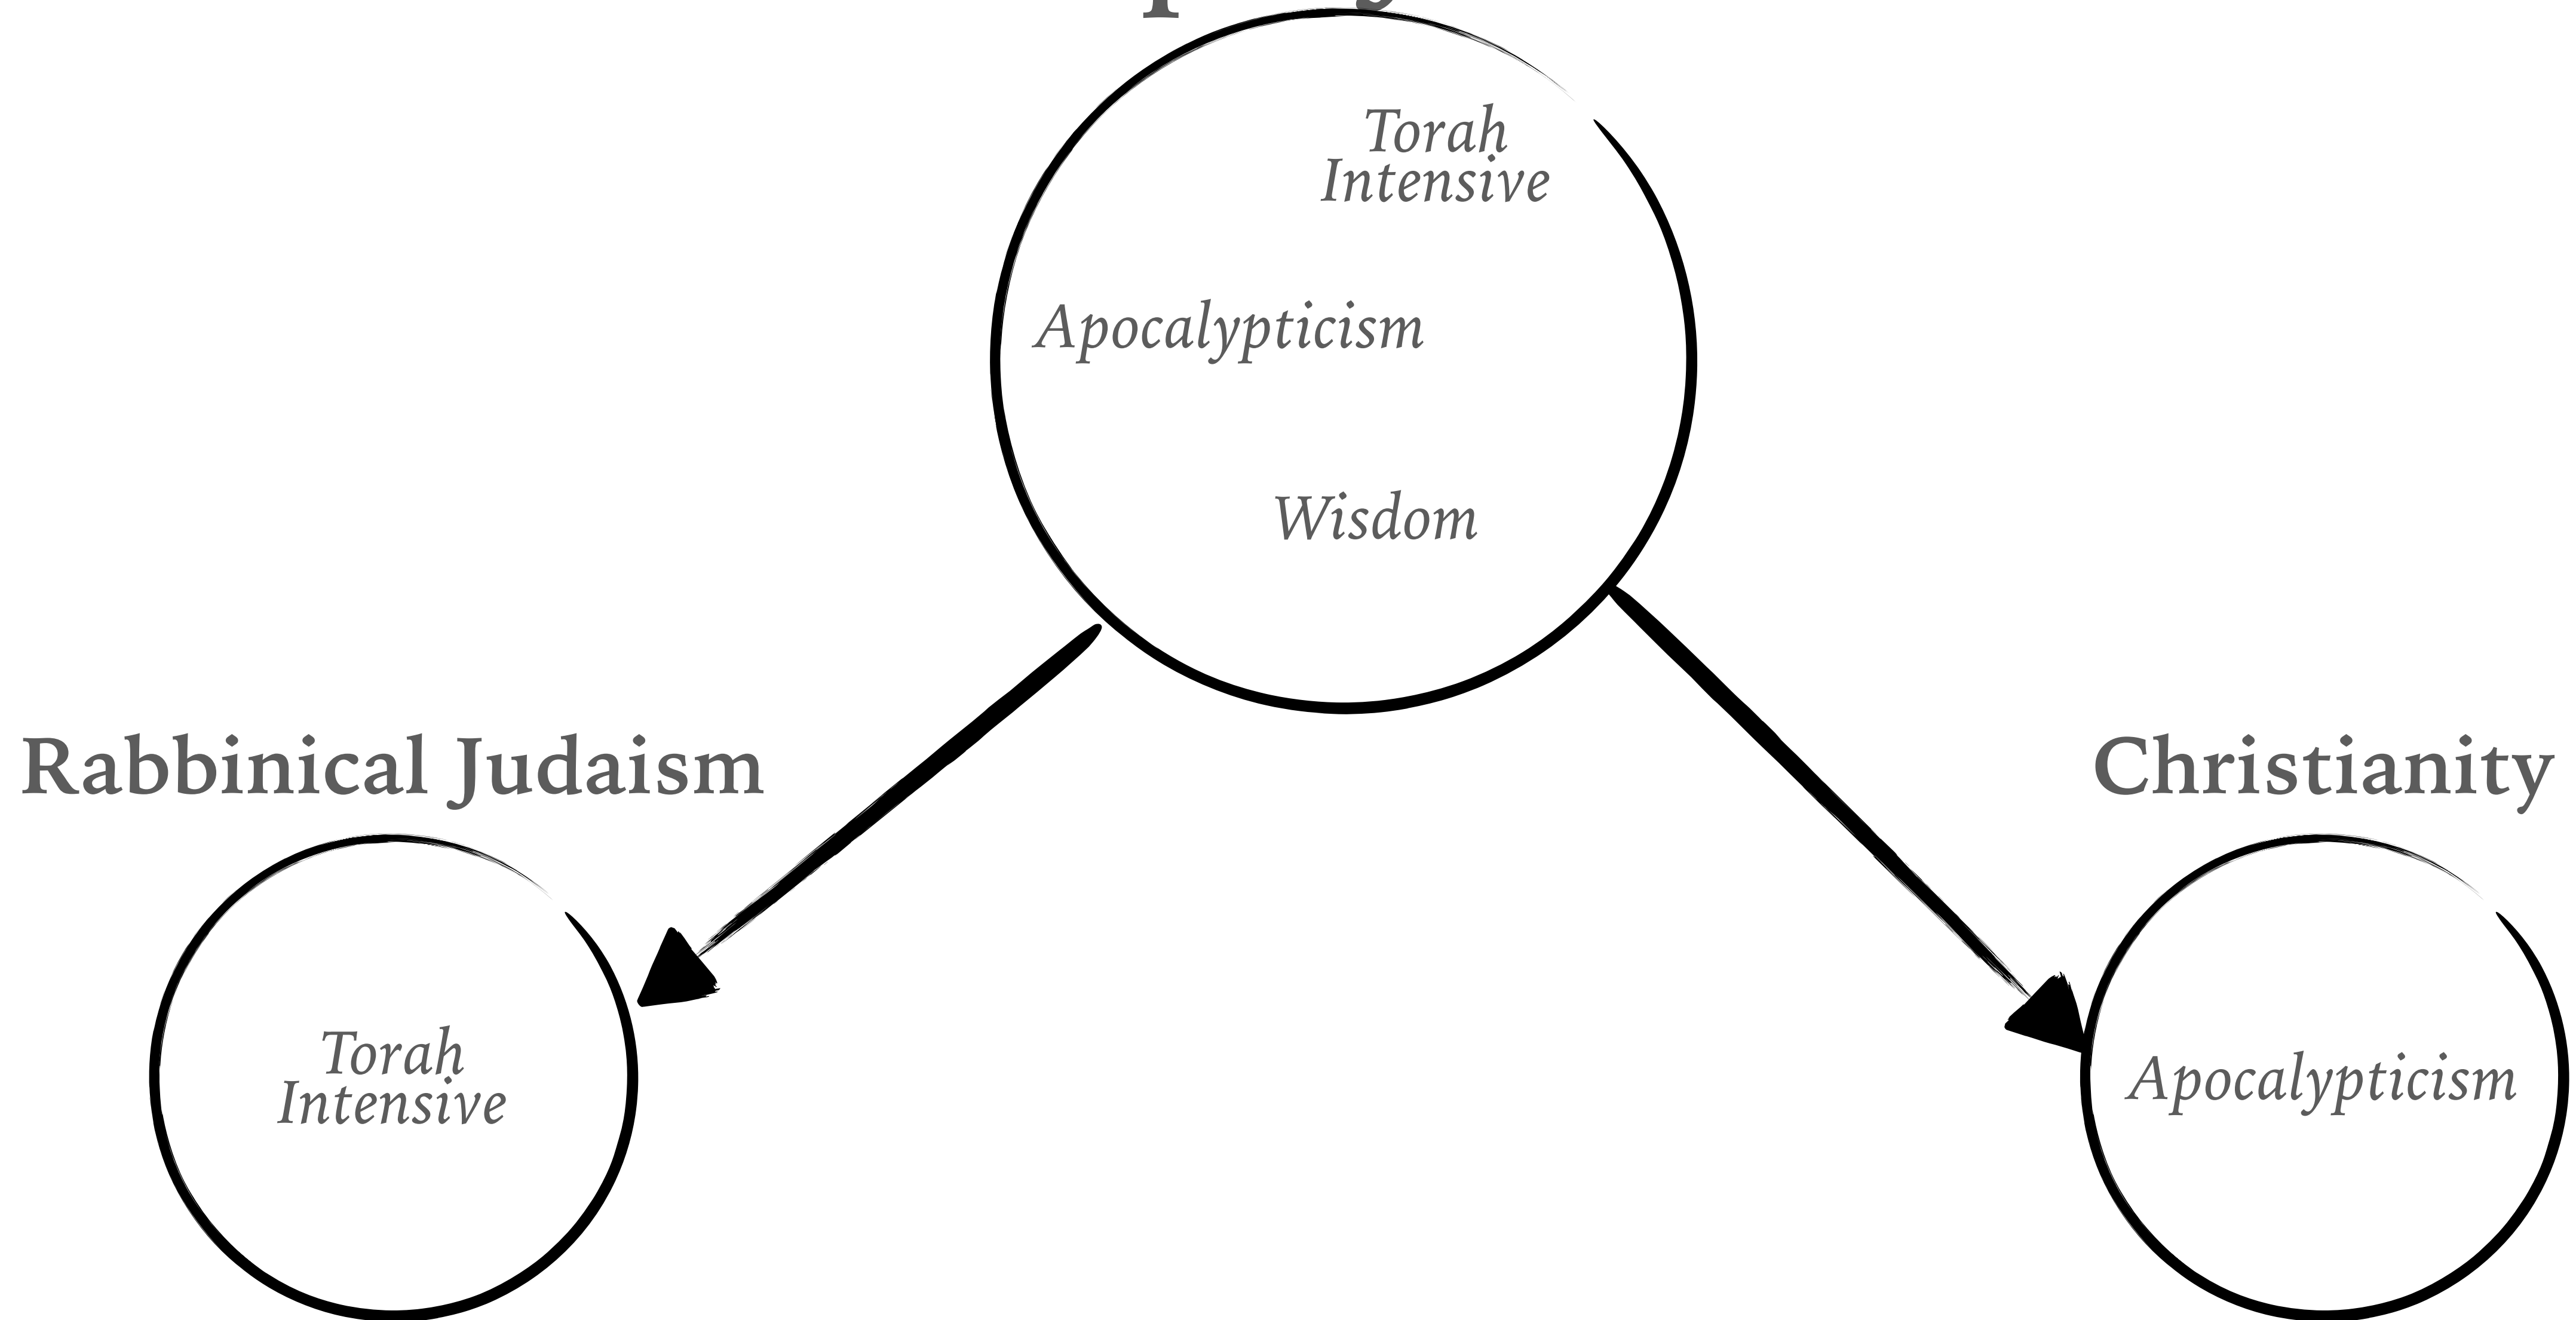 Torah
Intensive
Apocalypticism
Wisdom
Rabbinical Judaism
Christianity
Torah
Intensive
Apocalypticism